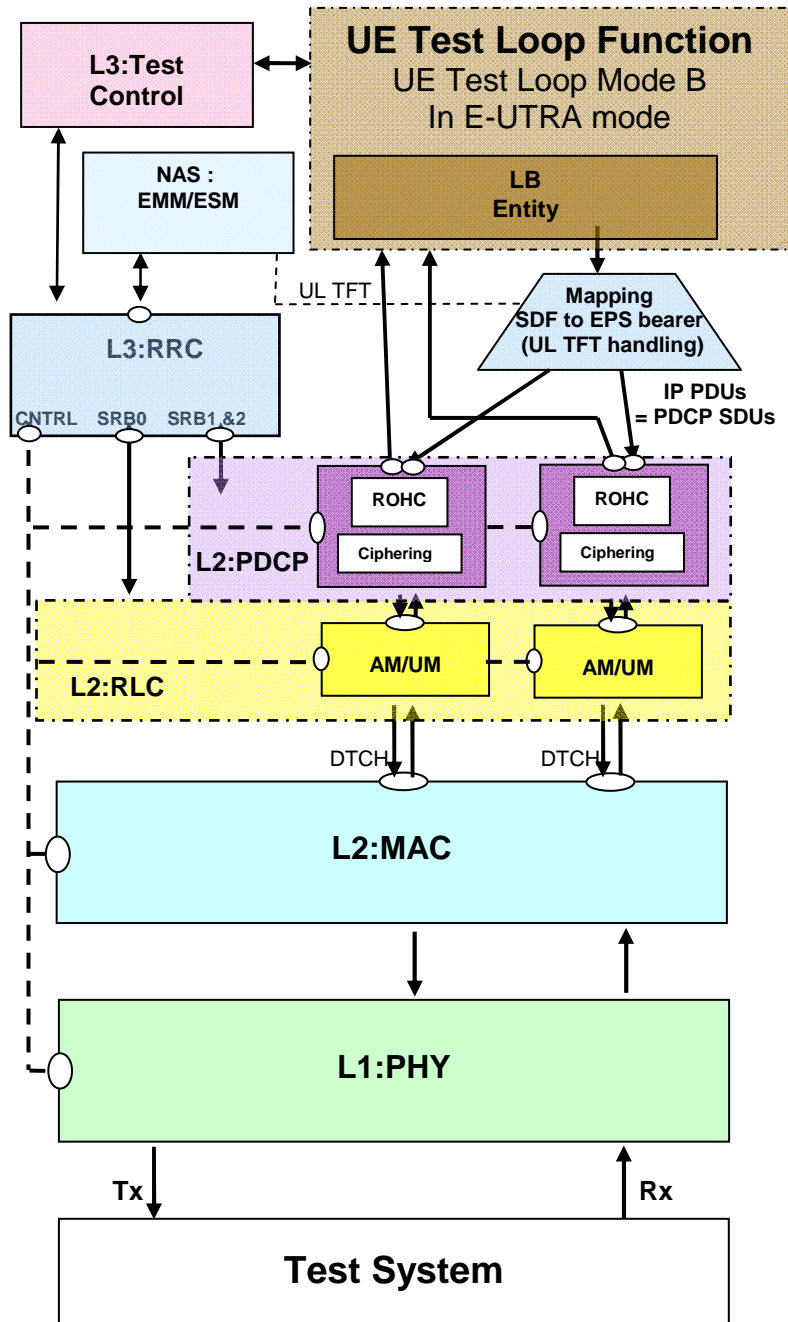 L3:Test
Control
UE Test Loop Function
UE Test Loop Mode B
In E-UTRA mode
NAS :
EMM/ESM
LB
Entity
UL TFT
Mapping
SDF to EPS bearer
(UL TFT handling)
L3:RRC
CNTRL SRB0 SRB1 &2
IP PDUs
= PDCP SDUs
ROHC
Ciphering
ROHC
Ciphering
L2:PDCP
AM/UM
AM/UM
L2:RLC
DTCH
DTCH
L2:MAC
L1:PHY
Tx
Rx
Test System